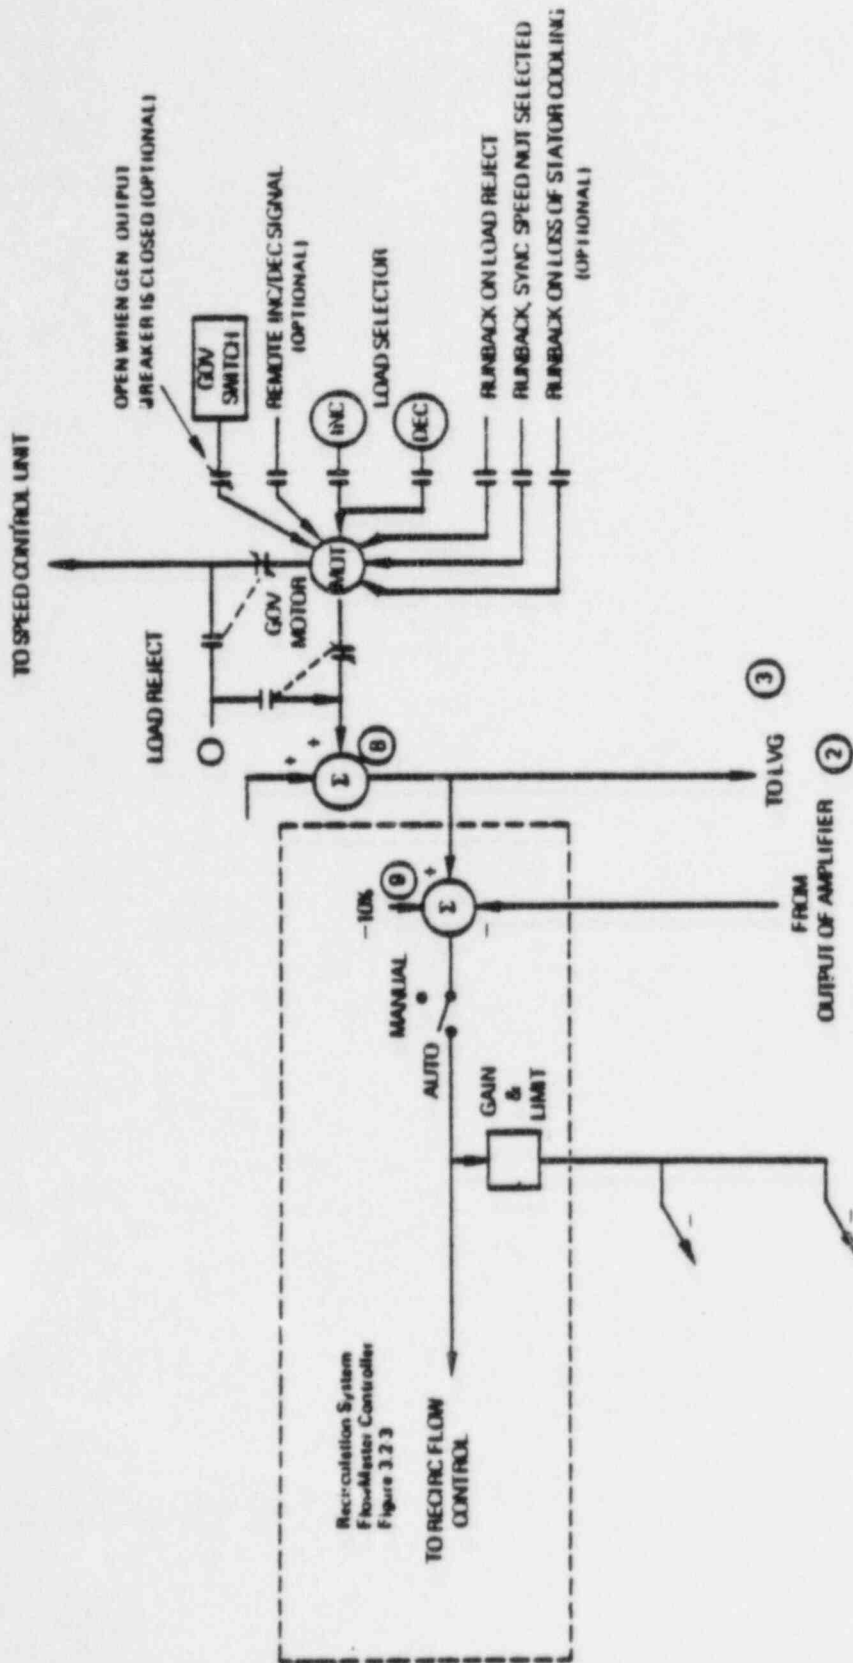 TO SPEED CONTROL UNIT
OPEN WHEN GEN OUTPUT
BREAKER IS CLOSED (OPTIONAL)
GOV
SWITCH
REMOTE INC/DEC SIGNAL
(OPTIONAL)
INC
LOAD SELECTOR
DEC
RUNBACK ON LOAD REJECT
RUNBACK, SYNC SPEED NOT SELECTED
RUNBACK ON LOSS OF STATOR COOLING
(OPTIONAL)
LOAD REJECT
GOV
MOTOR
MOT
+
+
Σ
8
TO LVG
3
-10%
9
+
Σ
-
FROM
OUTPUT OF AMPLIFIER
2
MANUAL
AUTO
GAIN
&
LIMIT
Recirculation System
FlowMaster Controller
Figure 3.2-3
TO RECIRC FLOW
CONTROL
-
-